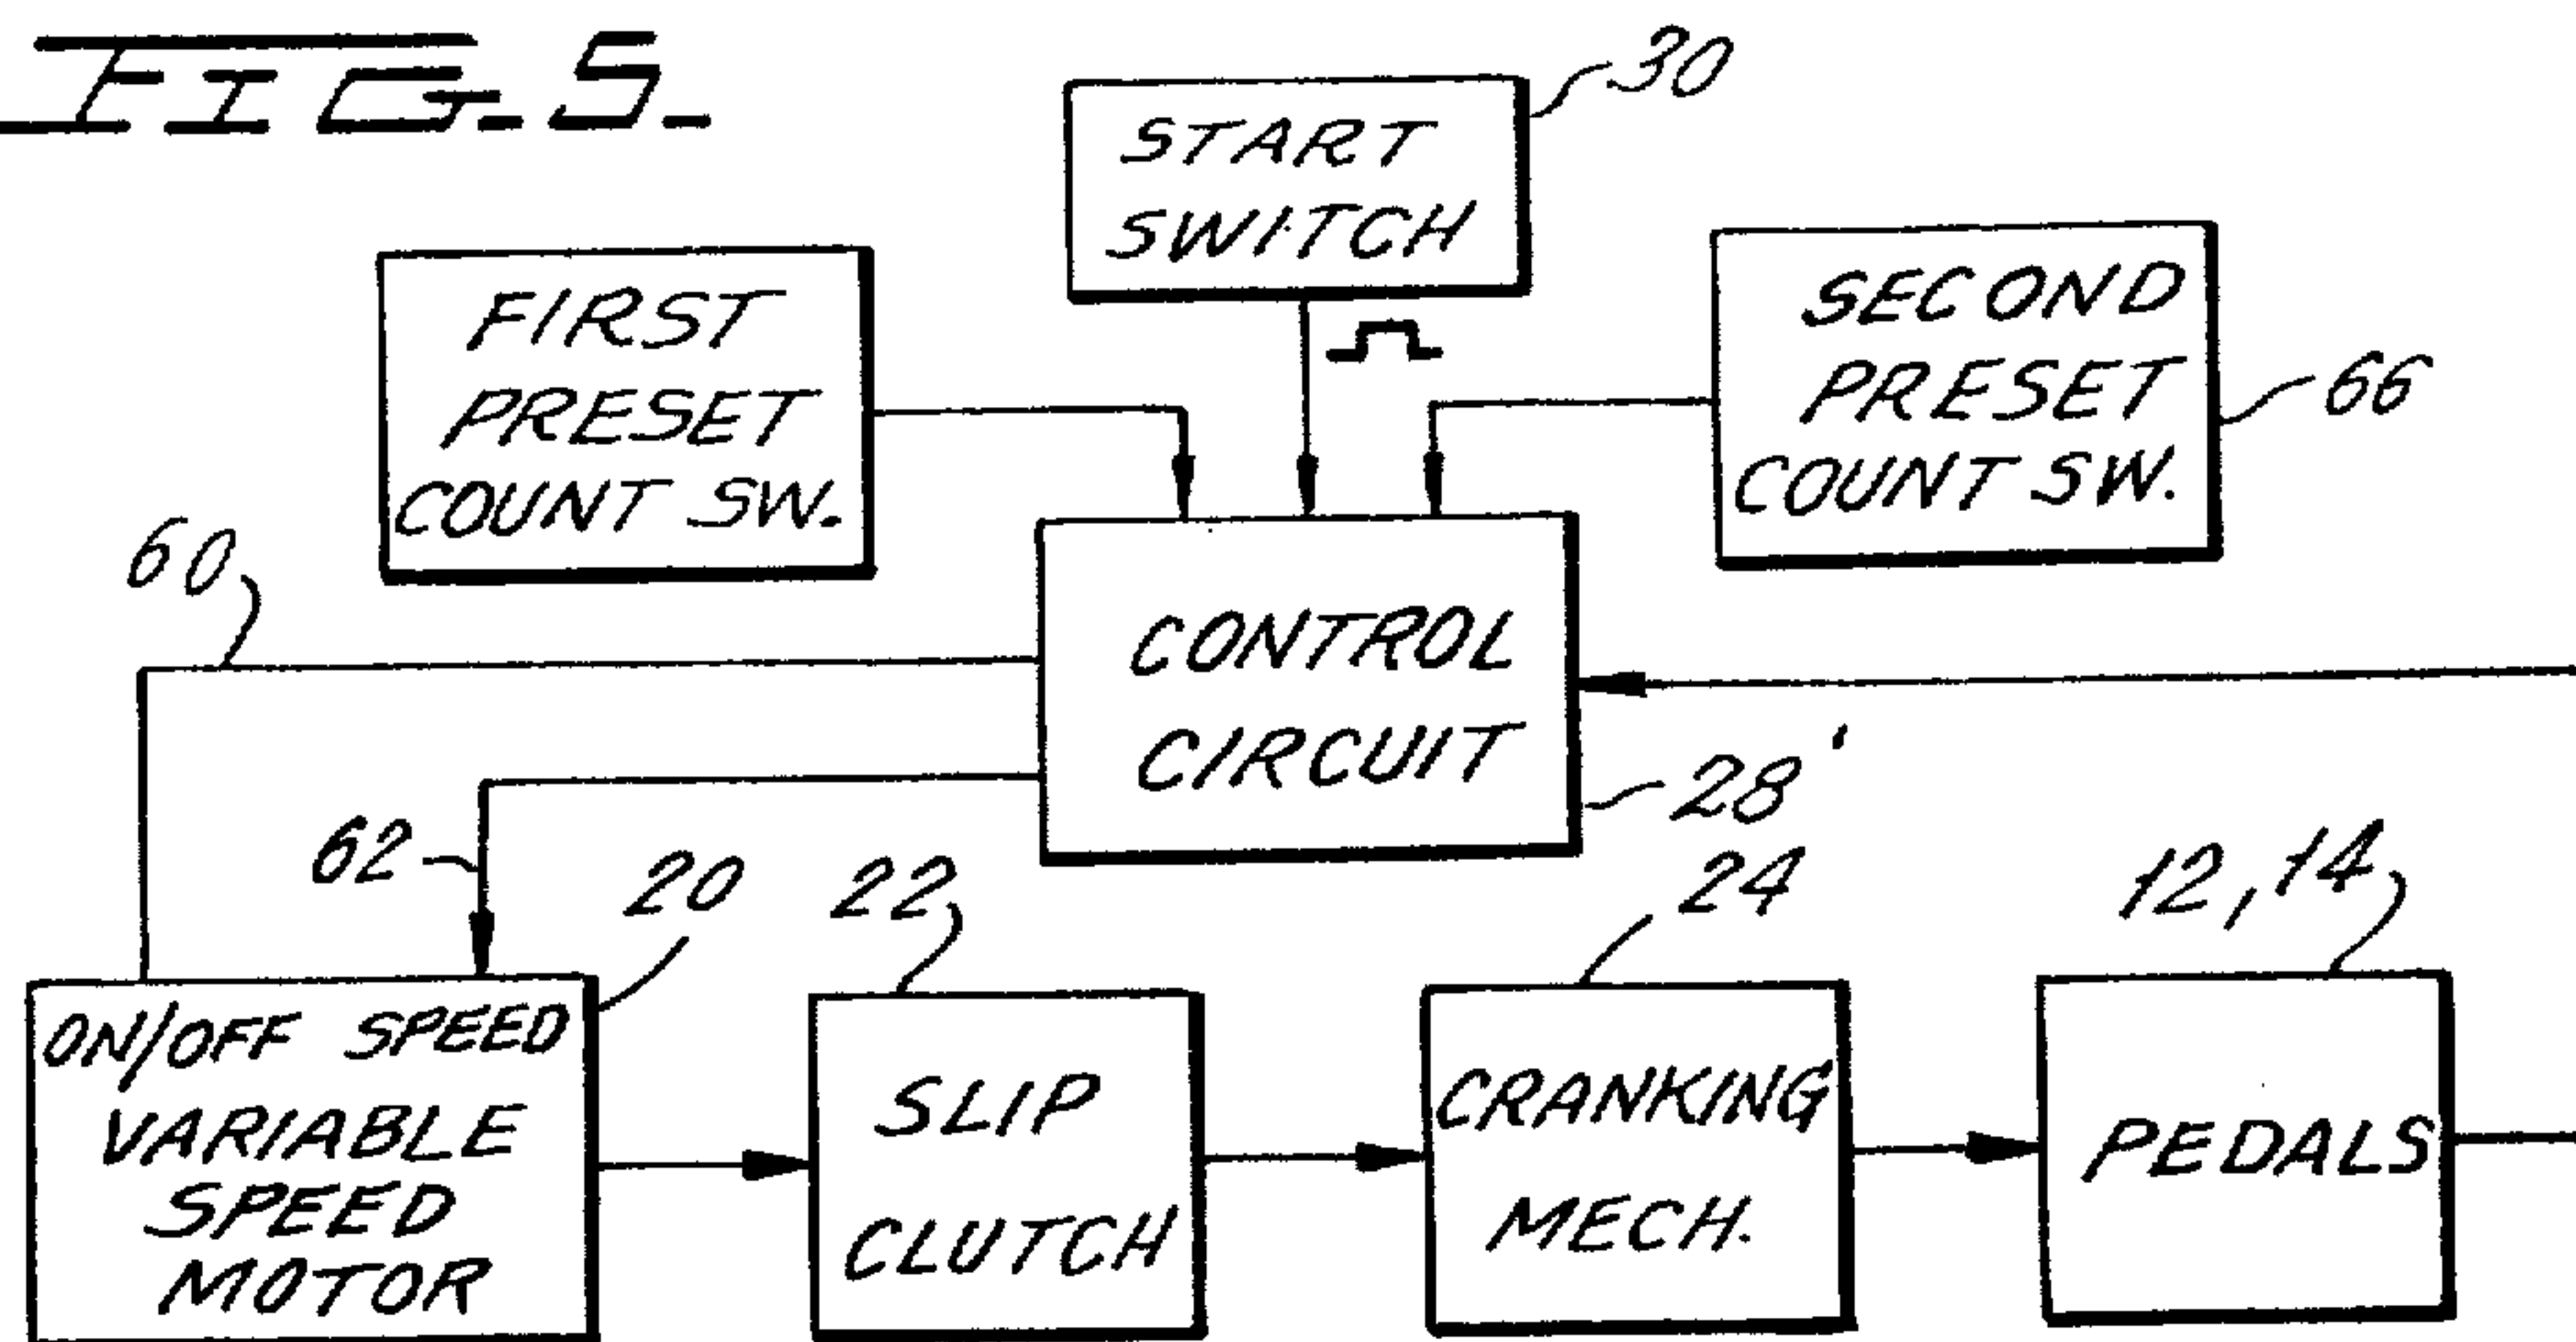 FIG-5-
30
START
SWITCH
FIRST
PRESET
COUNT SW.
SECOND
PRESET
COUNT SW.
66
60
CONTROL
CIRCUIT
28'
62
20
22
24
12,14
ON/OFF SPEED
VARIABLE
SPEED
MOTOR
SLIP
CLUTCH
CRANKING
MECH.
PEDALS